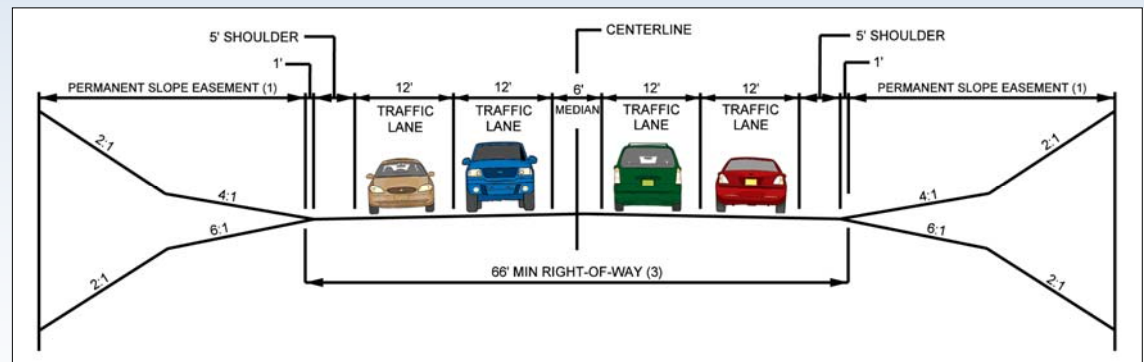 5' SHOULDER
CENTERLINE
5' SHOULDER
1'
1'
PERMANENT SLOPE EASEMENT (1)
12'
12'
6'
12'
12'
PERMANENT SLOPE EASEMENT (1)
TRAFFIC
LANE
TRAFFIC
LANE
MEDIAN
TRAFFIC
LANE
TRAFFIC
LANE
2:1
2:1
4:1
4:1
6:1
6:1
66' MIN RIGHT-OF-WAY (3)
2:1
2:1